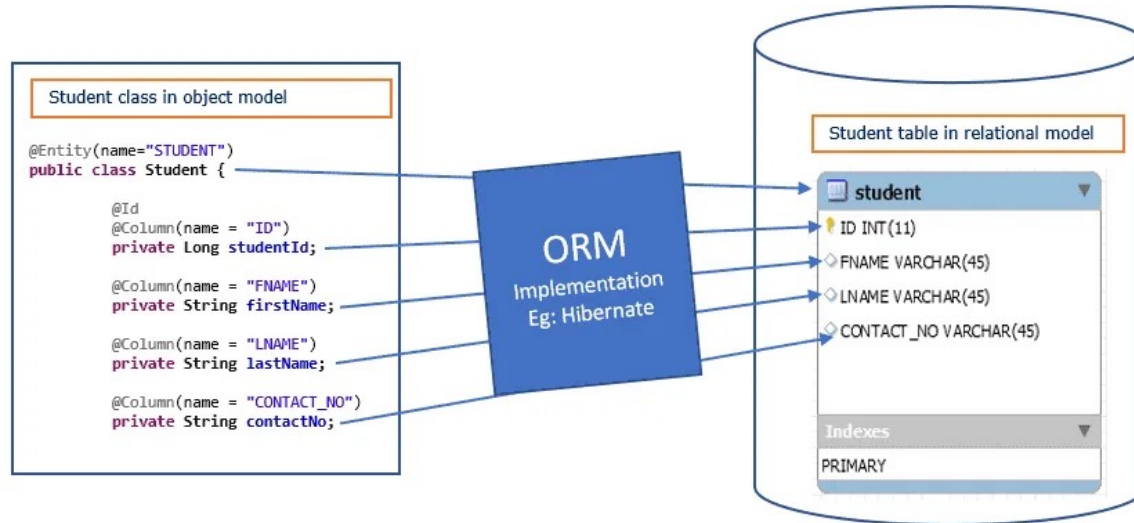 Student class in object model
@Entity(name="STUDENT")
public class Student {
@Id
@Column(name = "ID")
private Long studentId;
@Column(name = "FNAME")
private String firstName;
@Column(name = "LNAME")
private String lastName;
@Column(name = "CONTACT_NO")
private String contactNo;
ORM
Implementation
Eg: Hibernate
Student table in relational model
student
ID INT(11)
FNAME VARCHAR(45)
LNAME VARCHAR(45)
CONTACT_NO VARCHAR(45)
Indexes
PRIMARY